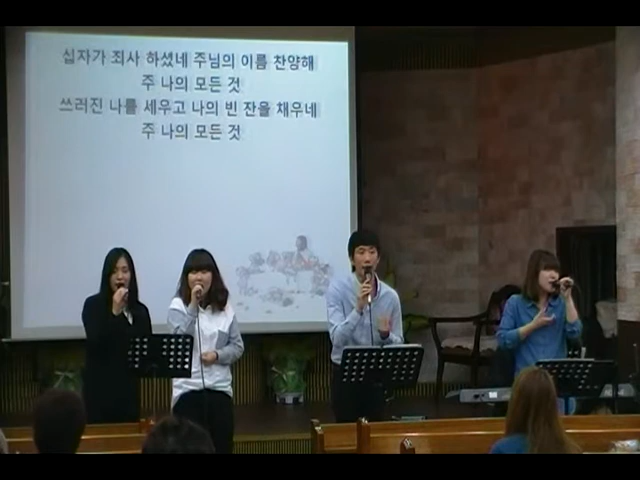 십자가 죄사 하셨네 주님의 이름 찬양해
주 나의 모든 것
쓰러진 나를 세우고 나의 빈 잔을 채우네
주 나의 모든 것